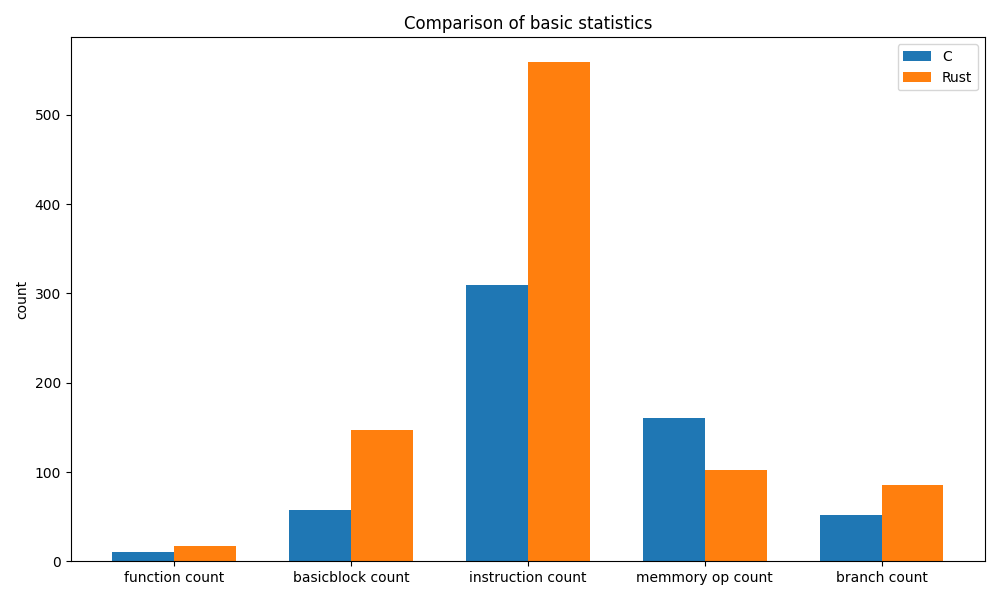 Comparison of basic statistics
C
Rust
count
500
400
300
200
100
0
function count
basicblock count
instruction count
memmory op count
branch count